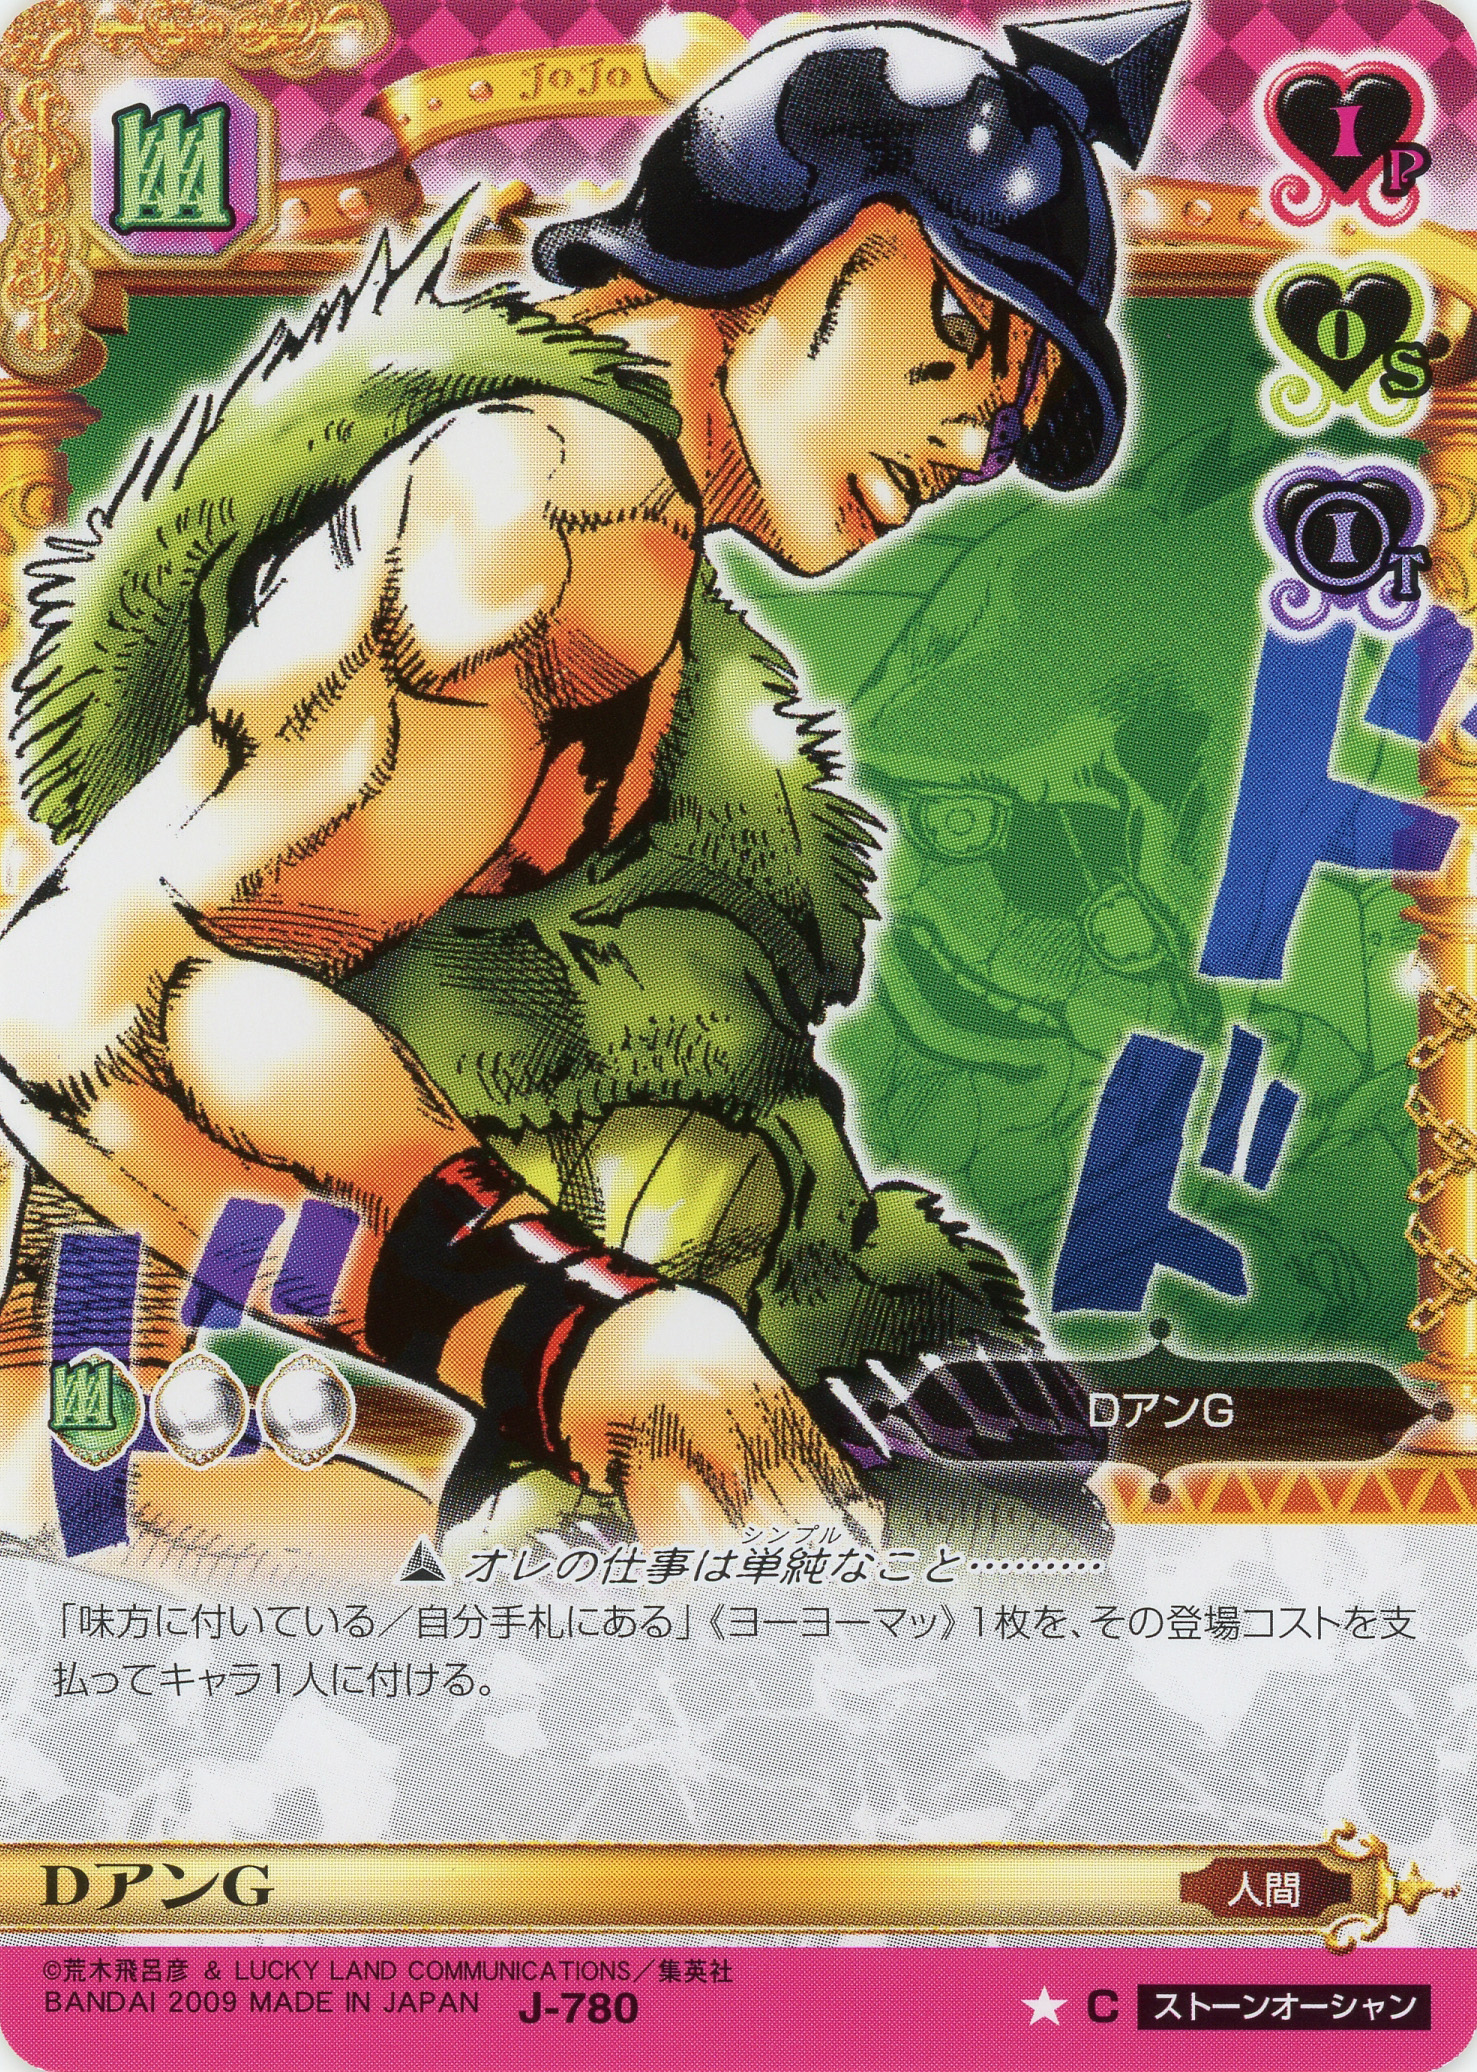 JoJo
I P
0 S
1 T
ド
ド
ド
DアンG
シンプル
▲ オレの仕事は単純なこと…………
「味方に付いている／自分手札にある」《ヨーヨーマッ》1枚を、その登場コストを支
払ってキャラ1人に付ける。
DアンG
人間
©荒木飛呂彦 & LUCKY LAND COMMUNICATIONS／集英社
BANDAI 2009 MADE IN JAPAN J-780
★ C ストーンオーシャン